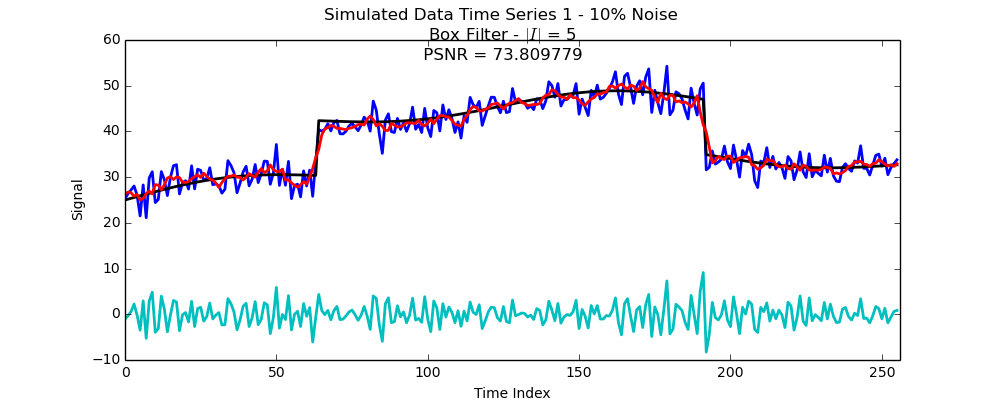 Simulated Data Time Series 1 - 10% Noise
Box Filter - |I| = 5
PSNR = 73.809779
60
50
40
30
20
10
0
−10
Signal
0
50
100
150
200
250
Time Index